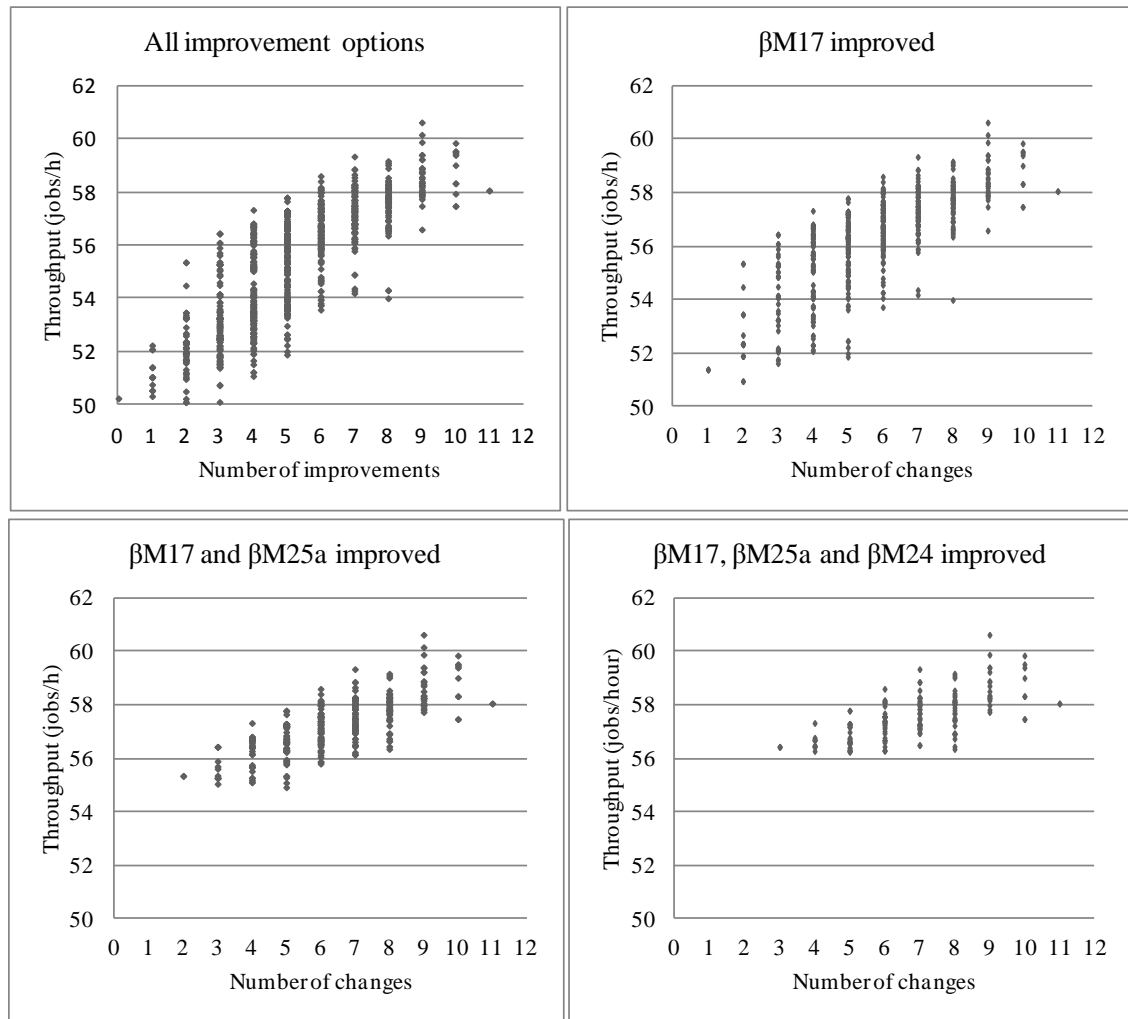 All improvement options
62
60
58
56
54
52
50
Throughput (jobs/h)
0 1 2 3 4 5 6 7 8 9 10 11 12
Number of improvements
βM17 improved
62
60
58
56
54
52
50
Throughput (jobs/h)
0 1 2 3 4 5 6 7 8 9 10 11 12
Number of changes
βM17 and βM25a improved
62
60
58
56
54
52
50
Throughput (jobs/h)
0 1 2 3 4 5 6 7 8 9 10 11 12
Number of changes
βM17, βM25a and βM24 improved
62
60
58
56
54
52
50
Throughput (jobs/hour)
0 1 2 3 4 5 6 7 8 9 10 11 12
Number of changes